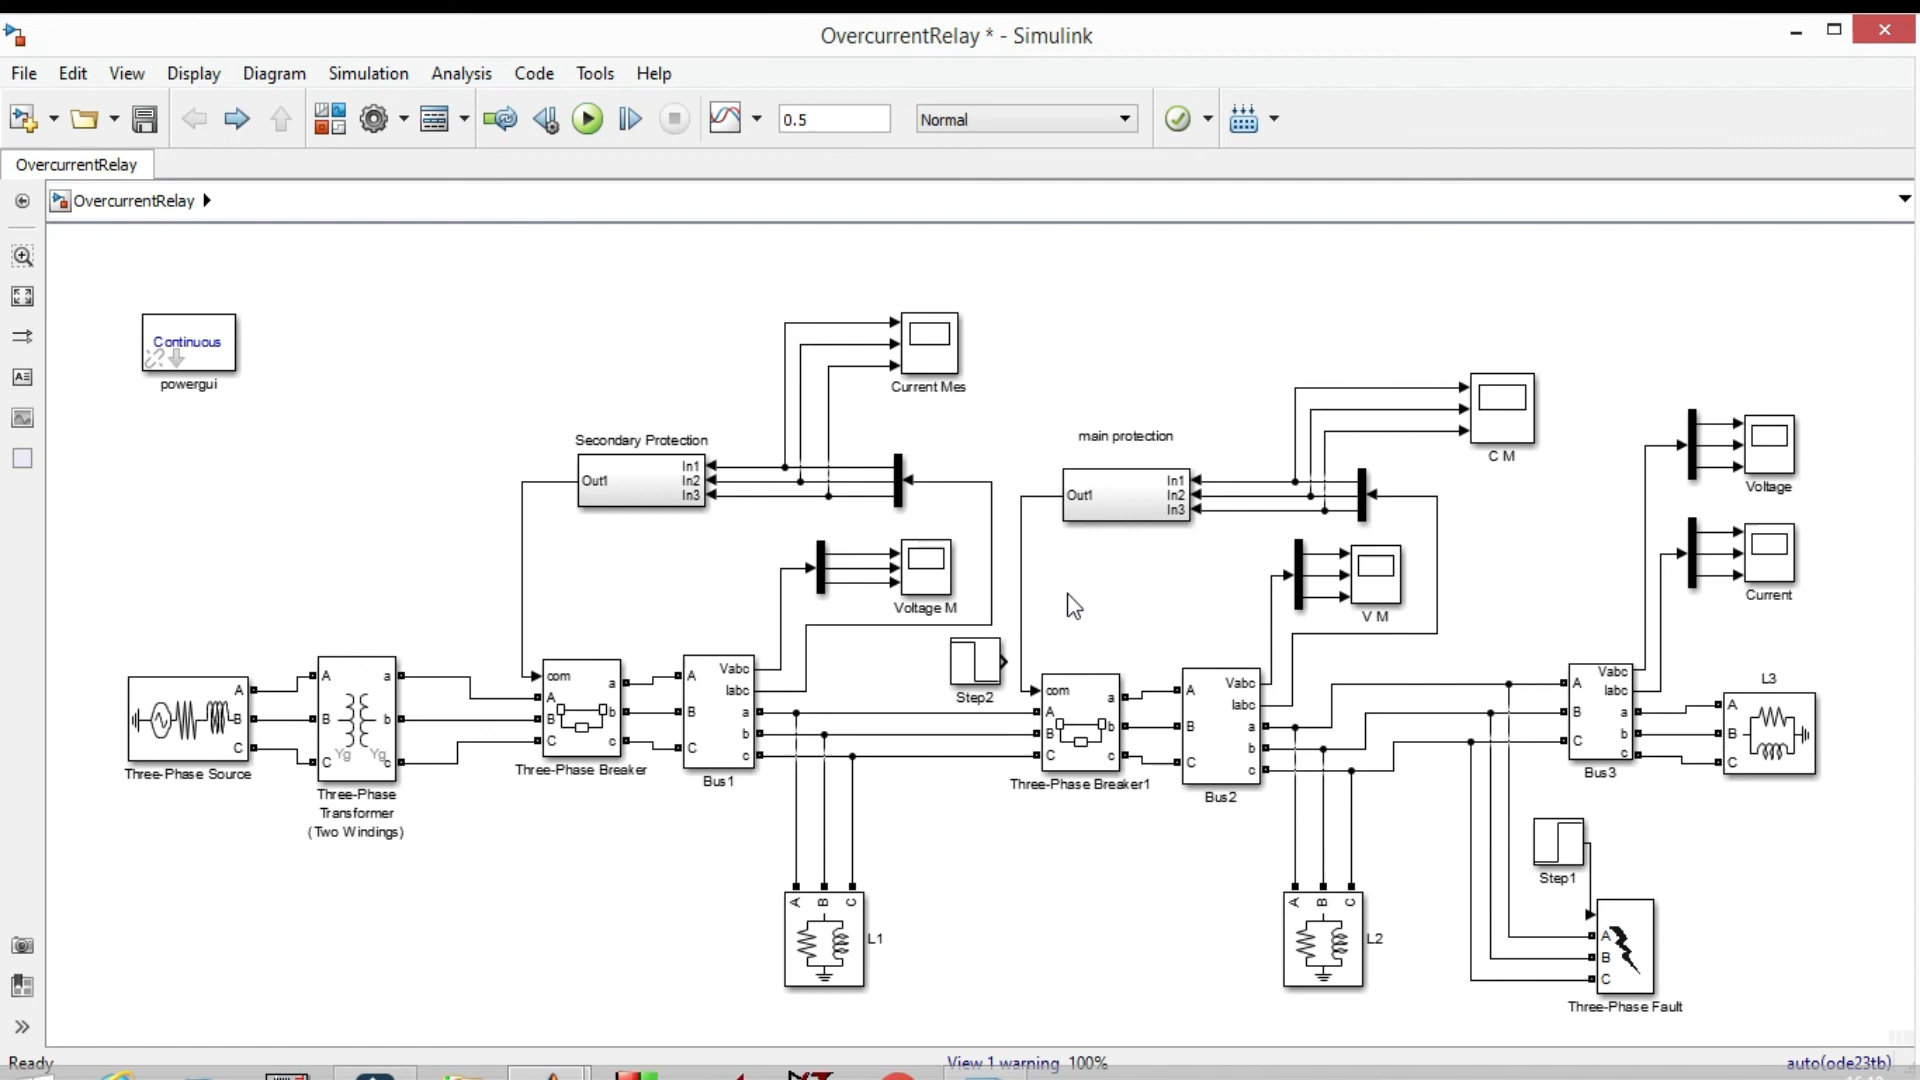 OvercurrentRelay * - Simulink
File Edit View Display Diagram Simulation Analysis Code Tools Help
0.5
Normal
OvercurrentRelay
OvercurrentRelay
Continuous
powergui
Current Mes
Secondary Protection
Out1
In1
In2
In3
main protection
Out1
In1
In2
In3
C M
Voltage
Voltage M
V M
Current
Three-Phase Source
A
B
C
Three-Phase
Transformer
(Two Windings)
A
B
C
a
b
c
Yg
Yg
Three-Phase Breaker
com
A
B
C
a
b
c
Bus1
A
B
C
Vabc
Iabc
a
b
c
Step2
Three-Phase Breaker1
com
A
B
C
a
b
c
Bus2
A
B
C
Vabc
Iabc
a
b
c
Bus3
A
B
C
Vabc
Iabc
a
b
c
L3
A
B
C
Step1
A B C
L1
A B C
L2
A
B
C
Three-Phase Fault
Ready
View 1 warning 100%
auto(ode23tb)